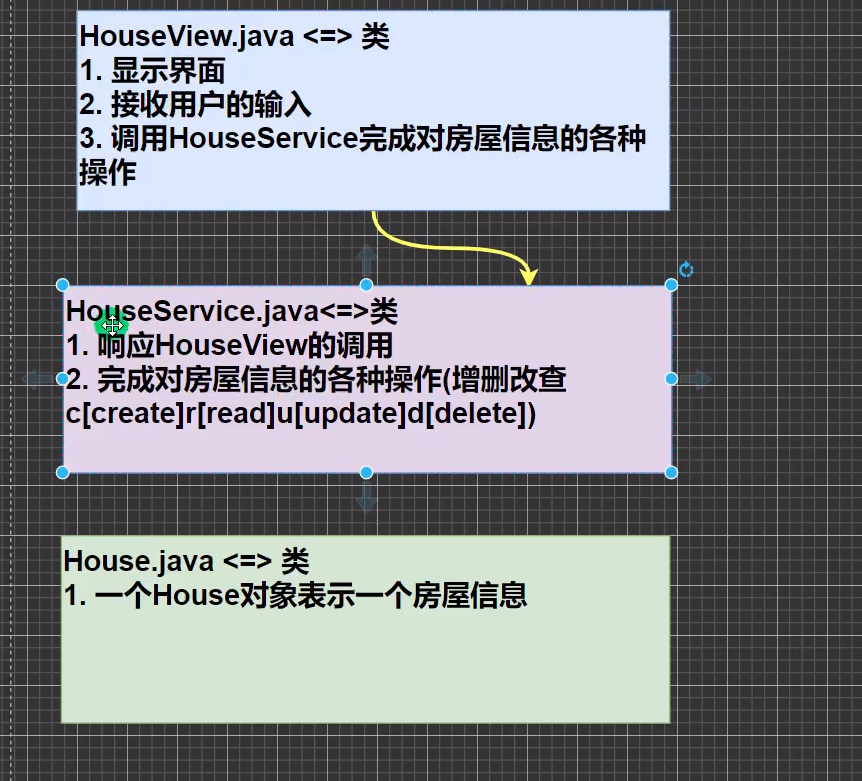 HouseView.java <=> 类
1. 显示界面
2. 接收用户的输入
3. 调用HouseService完成对房屋信息的各种
操作
HouseService.java<=>类
1. 响应HouseView的调用
2. 完成对房屋信息的各种操作(增删改查
c[create]r[read]u[update]d[delete])
House.java <=> 类
1. 一个House对象表示一个房屋信息